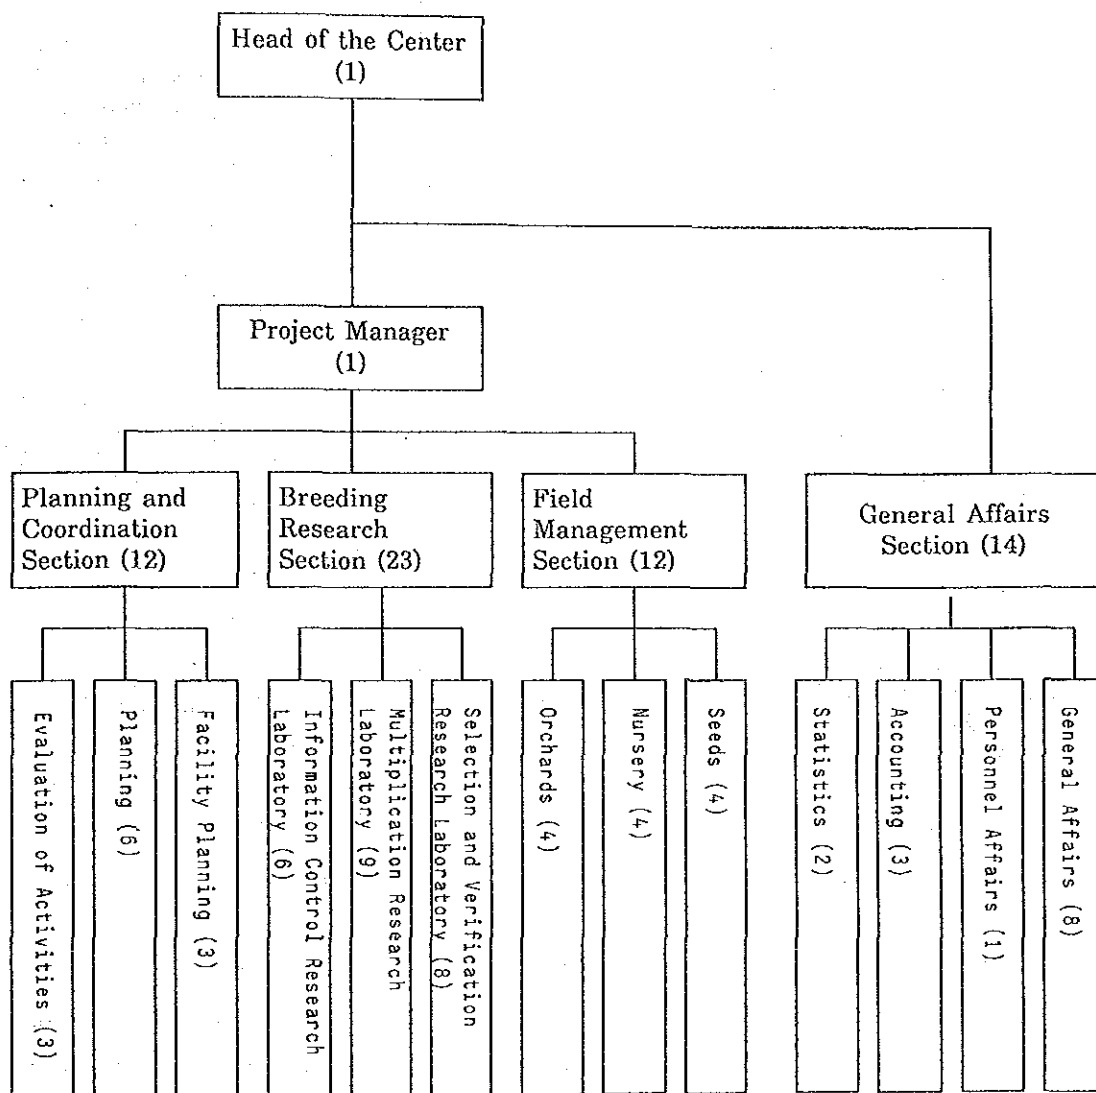 Head of the Center
(1)
Project Manager
(1)
Planning and
Coordination
Section (12)
Breeding
Research
Section (23)
Field
Management
Section (12)
General Affairs
Section (14)
Evaluation of Activities (3)
Planning (6)
Facility Planning (3)
Information Control Research
Laboratory (6)
Multiplication Research
Laboratory (9)
Selection and Verification
Research Laboratory (8)
Orchards (4)
Nursery (4)
Seeds (4)
Statistics (2)
Accounting (3)
Personnel Affairs (1)
General Affairs (8)